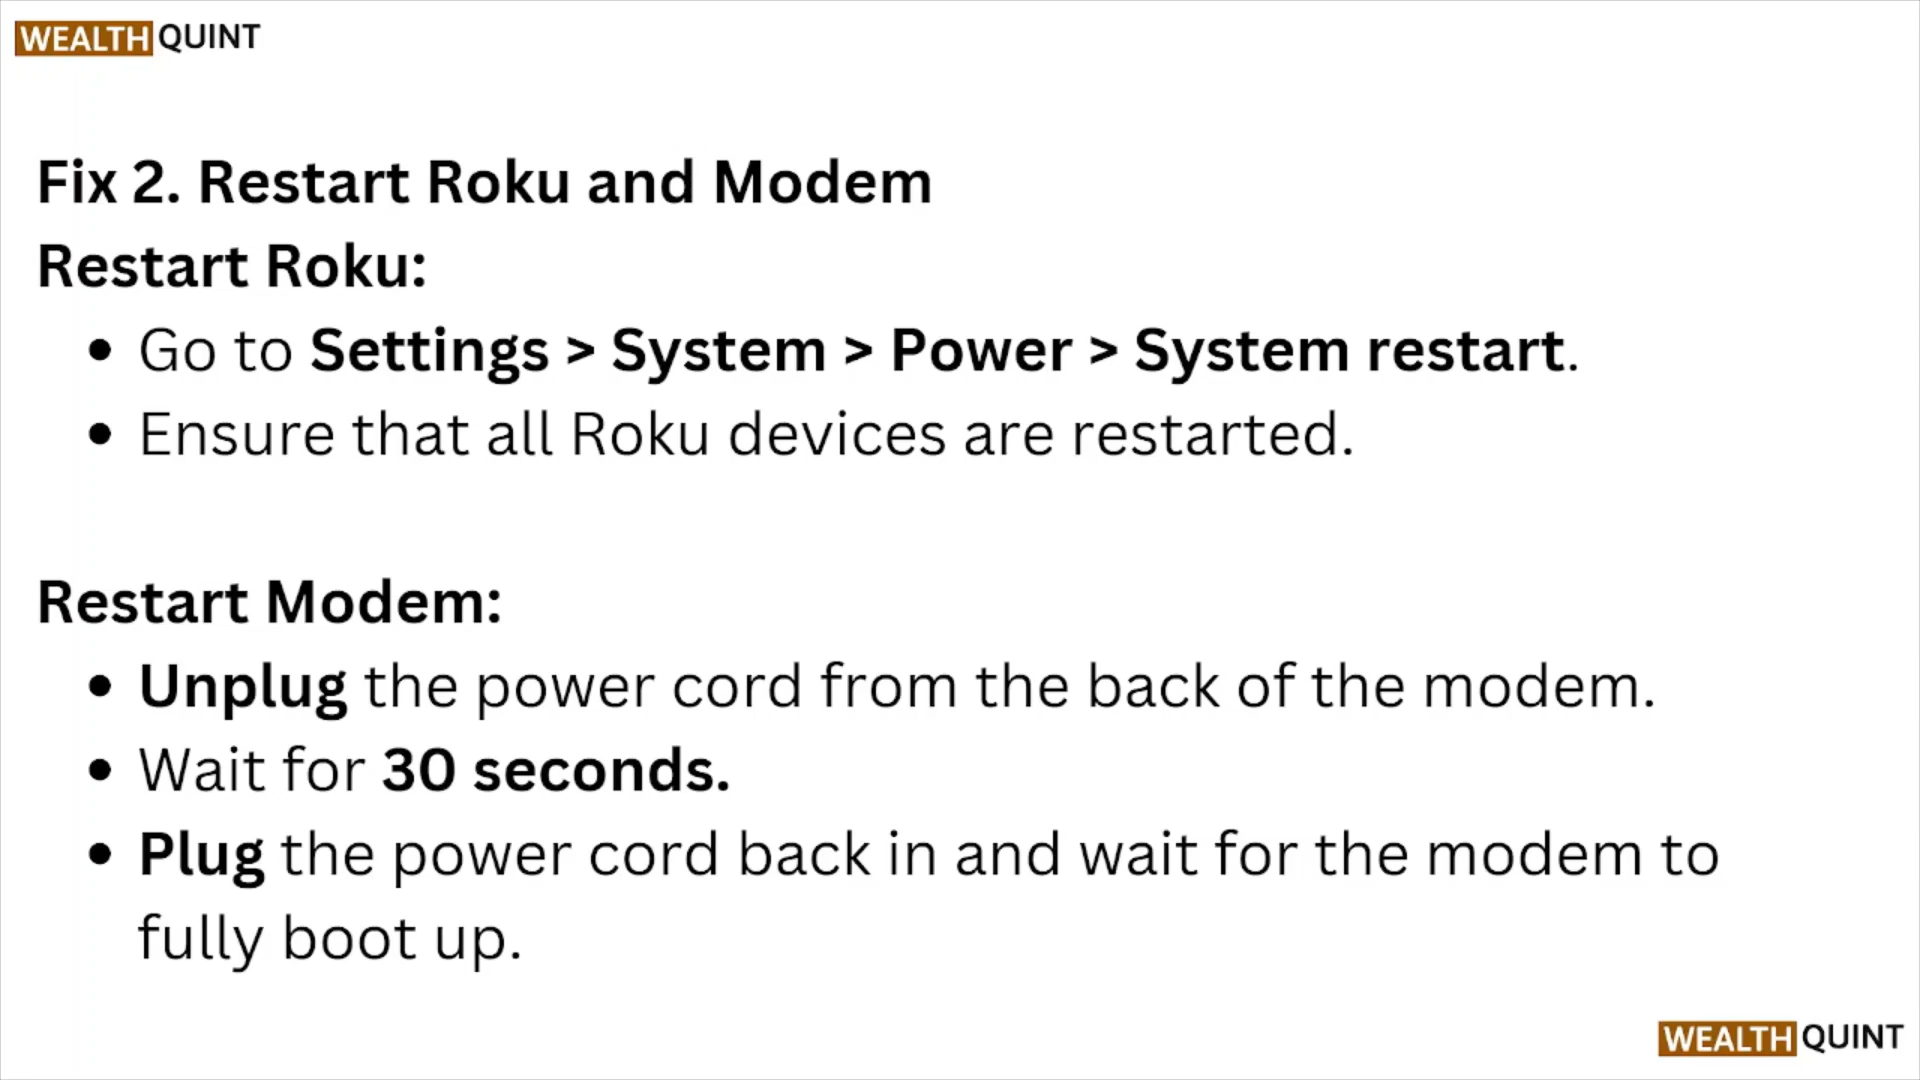 WEALTH QUINT
Fix 2. Restart Roku and Modem
Restart Roku:
• Go to Settings > System > Power > System restart.
• Ensure that all Roku devices are restarted.
Restart Modem:
• Unplug the power cord from the back of the modem.
• Wait for 30 seconds.
• Plug the power cord back in and wait for the modem to
fully boot up.
WEALTH QUINT